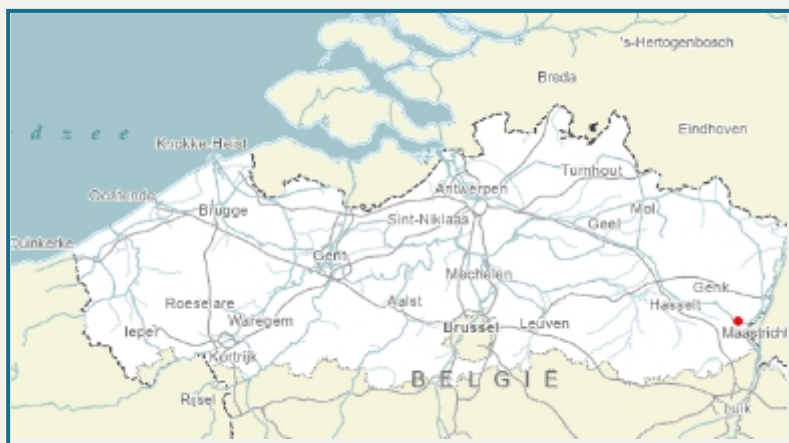 's-Hertogenbosch
Breda
Eindhoven
d z e e
Knokke-Heist
Turnhout
Antwerpen
Oostende
Brugge
Mol
Sint-Niklaas
Geel
Duinkerke
Gent
Mechelen
Genk
Roeselare
Aalst
Hasselt
Waregem
Brussel
Leuven
Ieper
Maastricht
Kortrijk
BELGIË
Rijsel
Luik